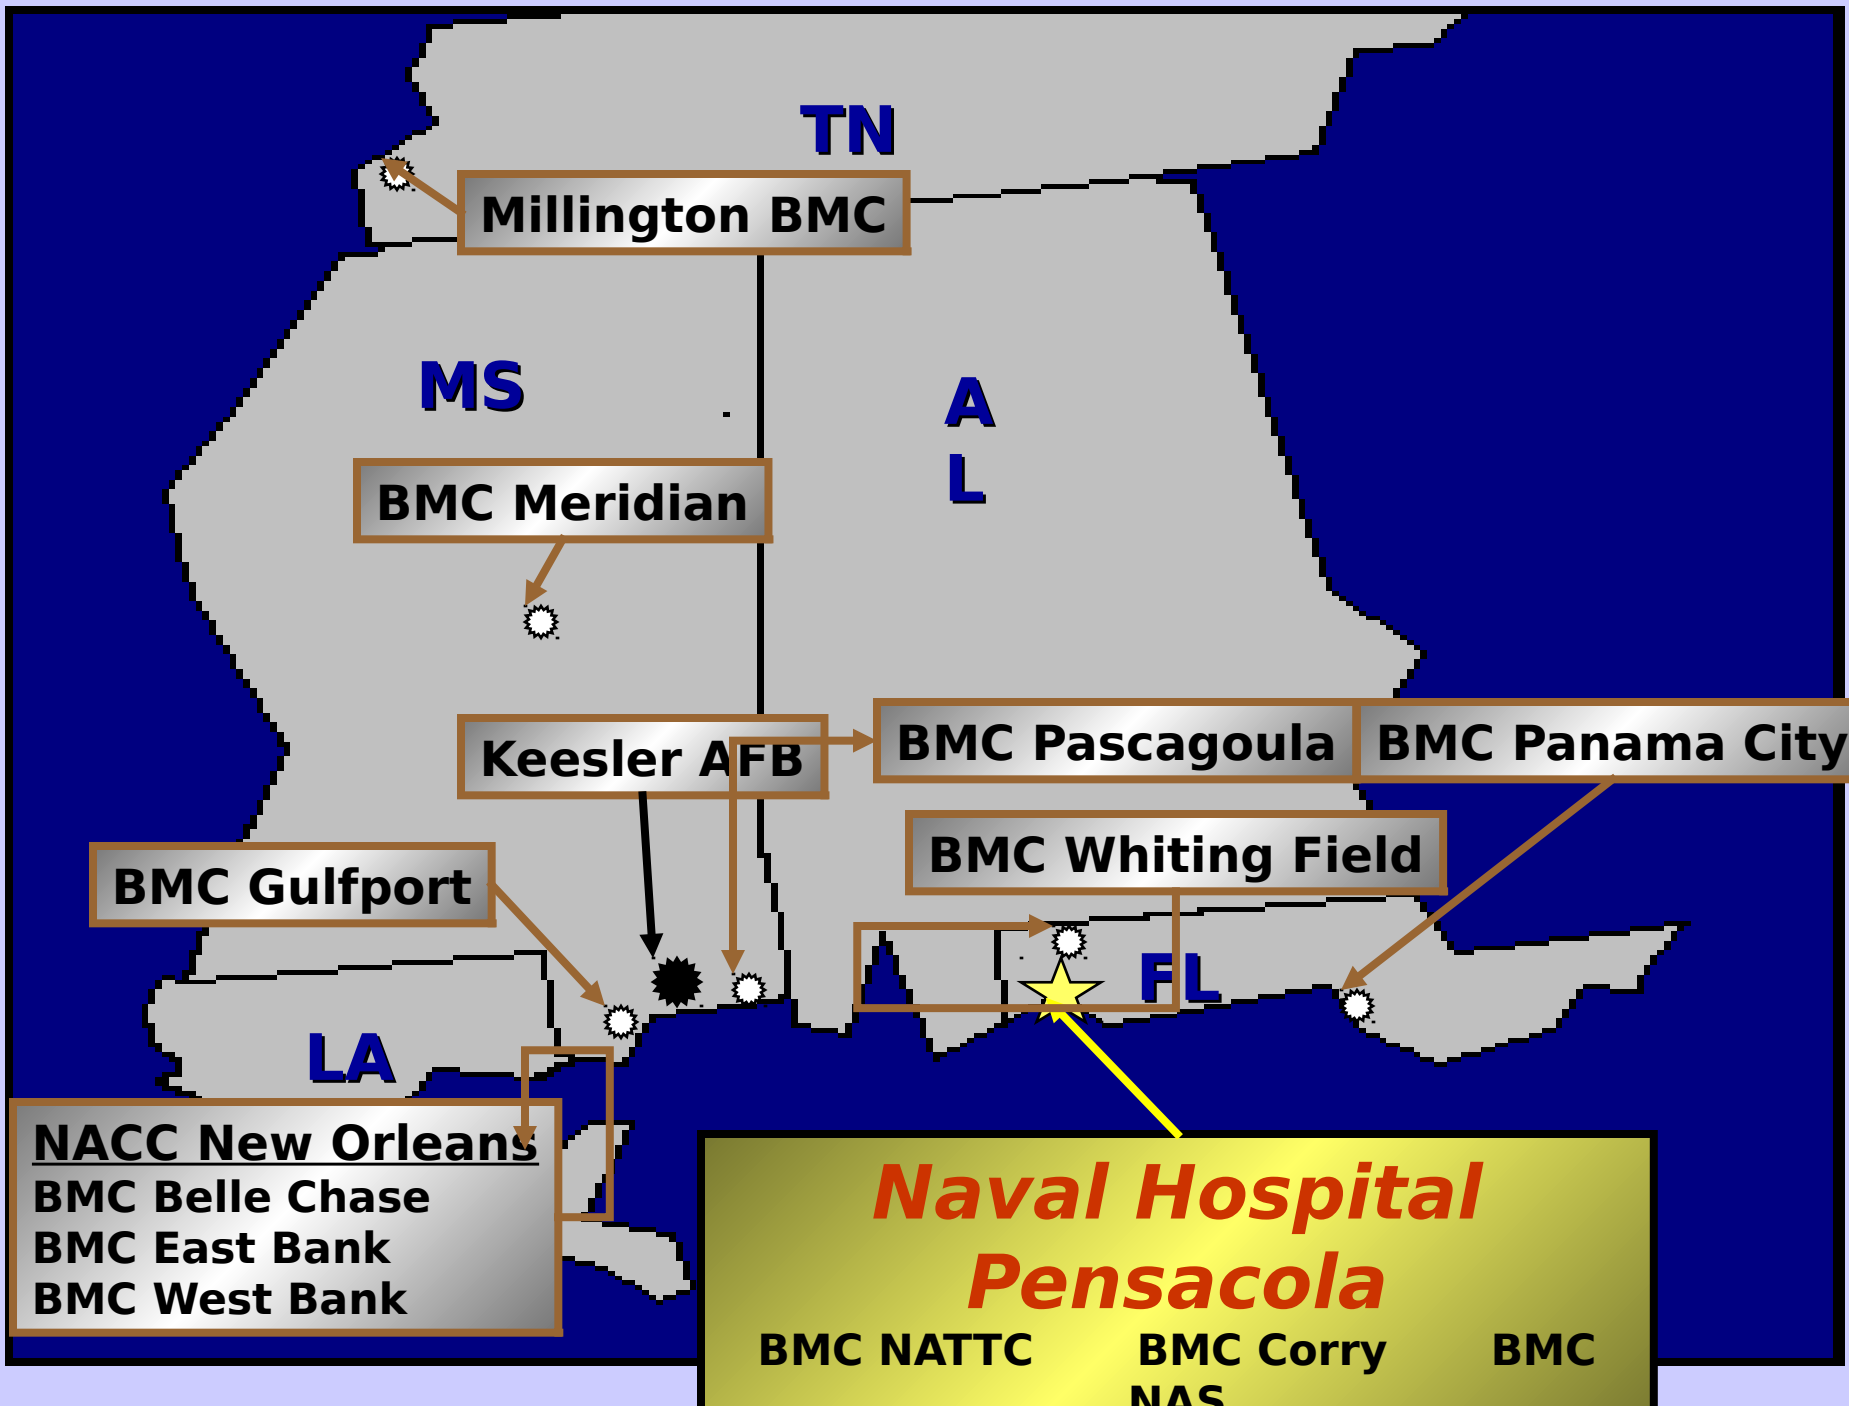 TN
Millington BMC
MS
A
L
BMC Meridian
Keesler AFB
BMC Pascagoula
BMC Panama City
BMC Whiting Field
BMC Gulfport
FL
LA
NACC New Orleans
BMC Belle Chase
BMC East Bank
BMC West Bank
Naval Hospital
Pensacola
BMC NATTC BMC Corry BMC
NAS